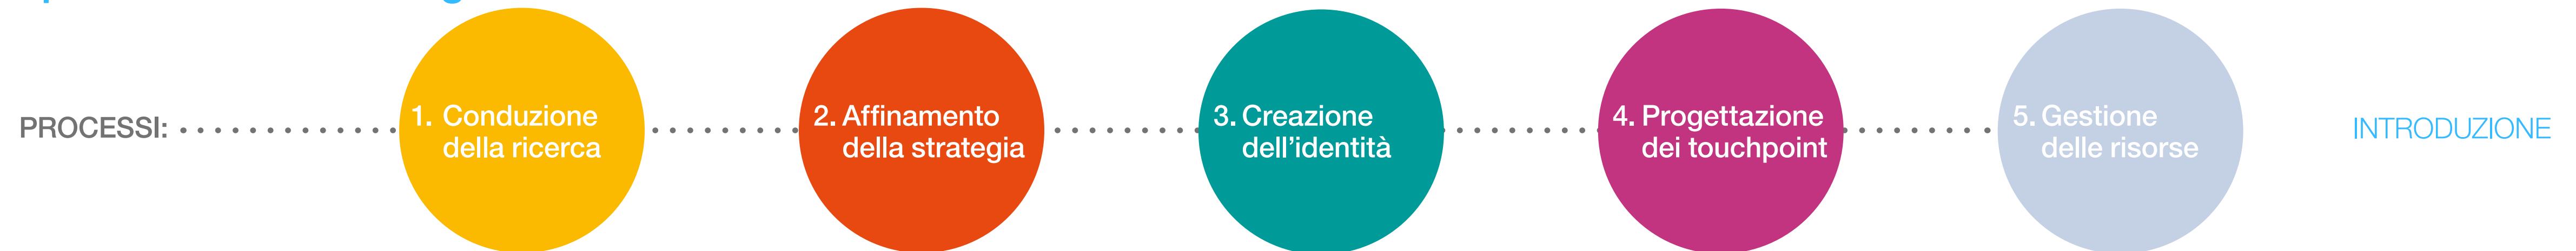 PROCESSI:
1. Conduzione
della ricerca
2. Affinamento
della strategia
3. Creazione
dell’identità
4. Progettazione
dei touchpoint
5. Gestione
delle risorse
INTRODUZIONE